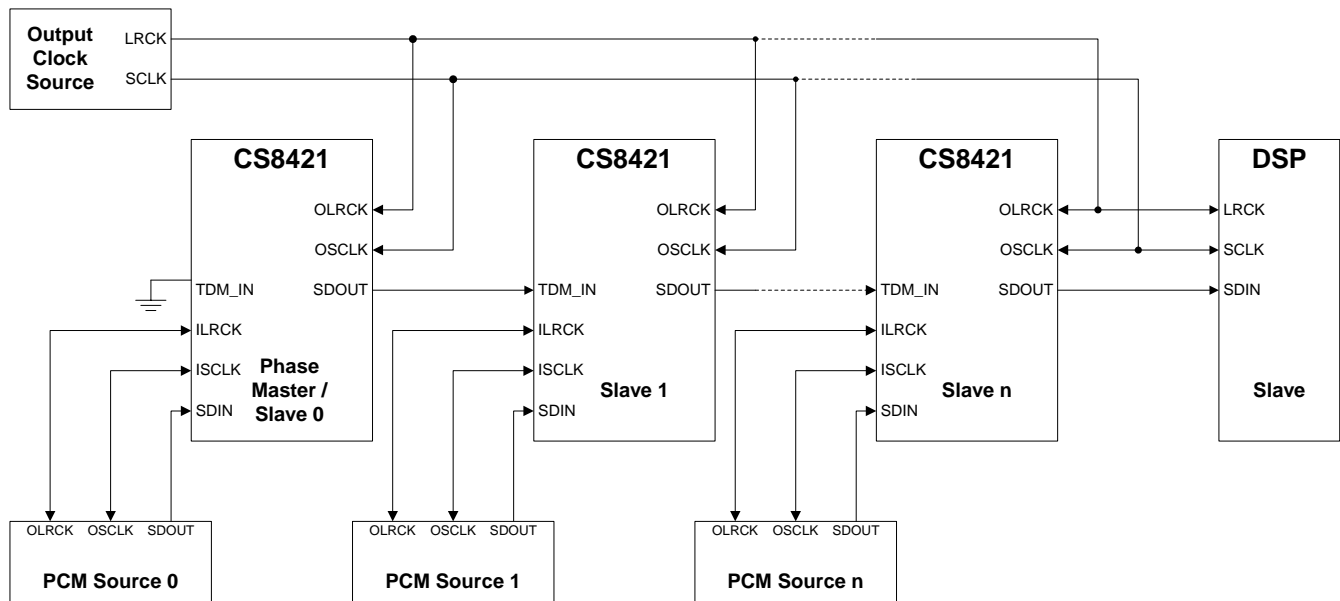 Output
Clock
Source
LRCK
SCLK
CS8421
OLRCK
OSCLK
TDM_IN
SDOUT
ILRCK
ISCLK
SDIN
Phase
Master /
Slave 0
CS8421
OLRCK
OSCLK
TDM_IN
SDOUT
ILRCK
ISCLK
SDIN
Slave 1
CS8421
OLRCK
OSCLK
TDM_IN
SDOUT
ILRCK
ISCLK
SDIN
Slave n
DSP
LRCK
SCLK
SDIN
Slave
OLRCK OSCLK SDOUT
PCM Source 0
OLRCK OSCLK SDOUT
PCM Source 1
OLRCK OSCLK SDOUT
PCM Source n